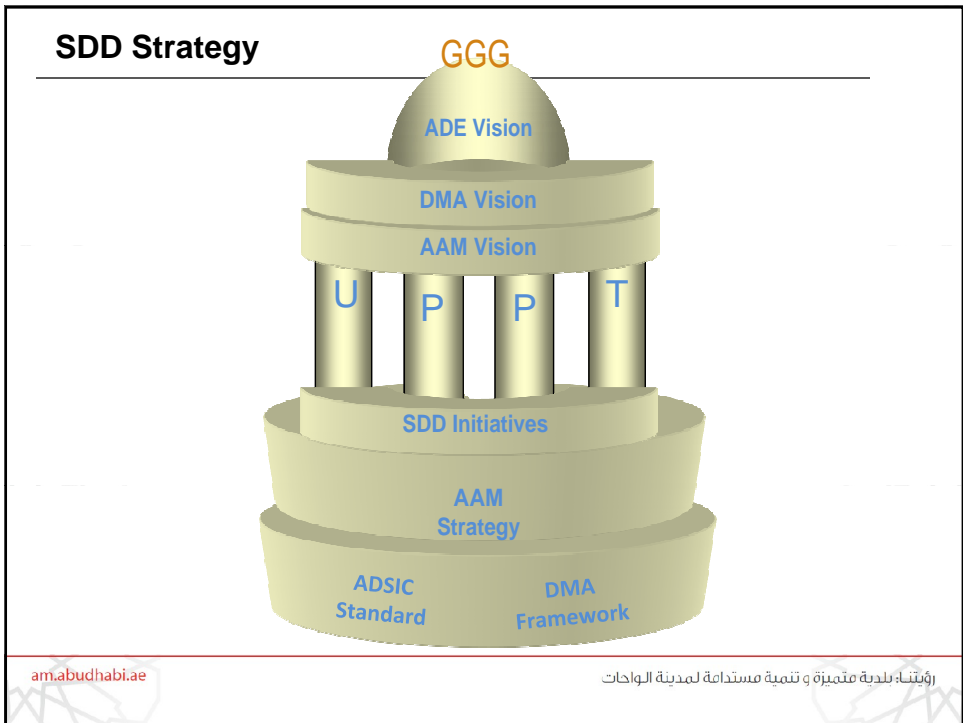 SDD Strategy
GGG
ADE Vision
DMA Vision
AAM Vision
U P P T
SDD Initiatives
AAM
Strategy
ADSIC
Standard
DMA
Framework
am.abudhabi.ae
رؤيتنا: بلدية متميزة و تنمية مستدامة لمدينة الواحات